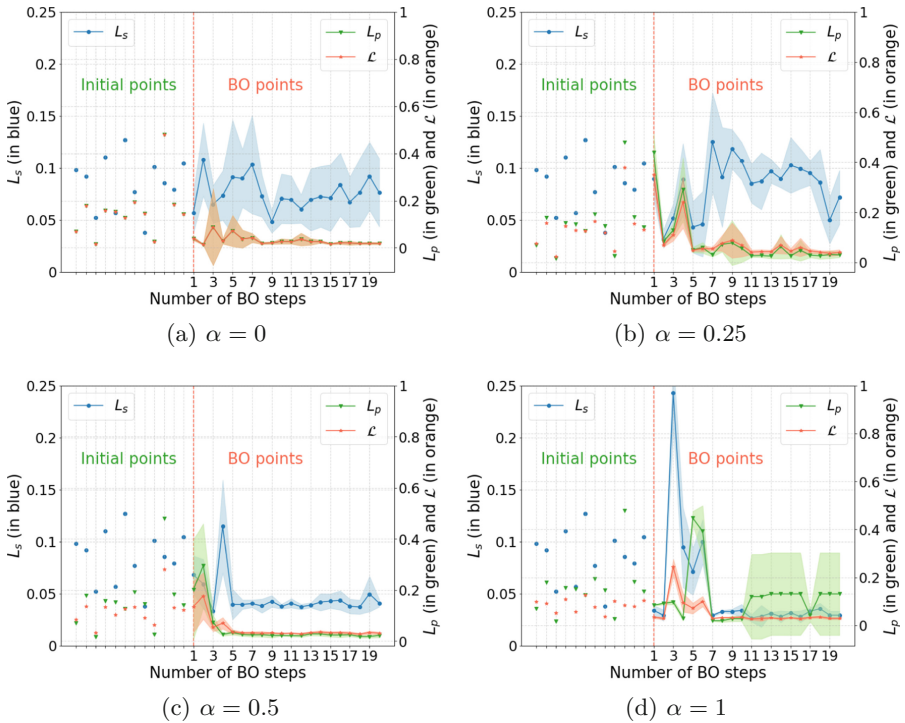 L_s
L_p
ℒ
Initial points
BO points
0.25
0.2
0.15
0.1
0.05
0
1
0.8
0.6
0.4
0.2
0
L_s (in blue)
L_p (in green) and ℒ (in orange)
1 3 5 7 9 11 13 15 17 19
Number of BO steps
(a) α = 0
L_s
L_p
ℒ
Initial points
BO points
0.25
0.2
0.15
0.1
0.05
0
1
0.8
0.6
0.4
0.2
0
L_s (in blue)
L_p (in green) and ℒ (in orange)
1 3 5 7 9 11 13 15 17 19
Number of BO steps
(b) α = 0.25
L_s
L_p
ℒ
Initial points
BO points
0.25
0.2
0.15
0.1
0.05
0
1
0.8
0.6
0.4
0.2
0
L_s (in blue)
L_p (in green) and ℒ (in orange)
1 3 5 7 9 11 13 15 17 19
Number of BO steps
(c) α = 0.5
L_s
L_p
ℒ
Initial points
BO points
0.25
0.2
0.15
0.1
0.05
0
1
0.8
0.6
0.4
0.2
0
L_s (in blue)
L_p (in green) and ℒ (in orange)
1 3 5 7 9 11 13 15 17 19
Number of BO steps
(d) α = 1